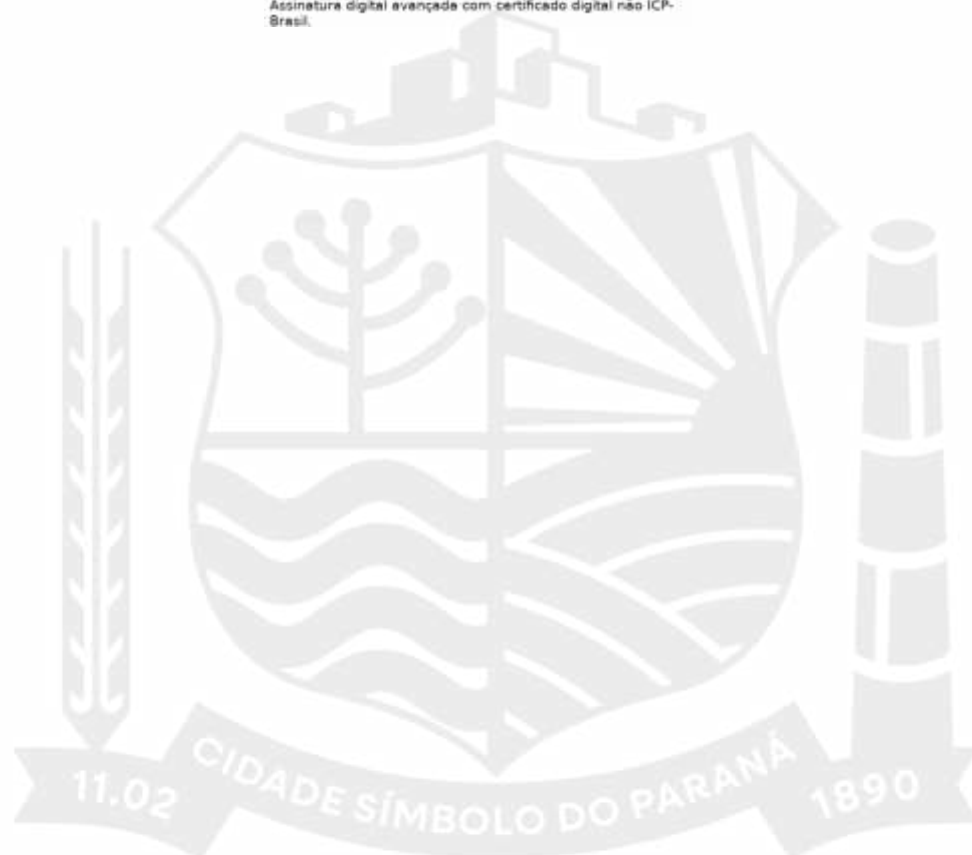 Assinatura digital avançada com certificado digital não ICP-
Brasil.
11.02
CIDADE SÍMBOLO DO PARANÁ
1890